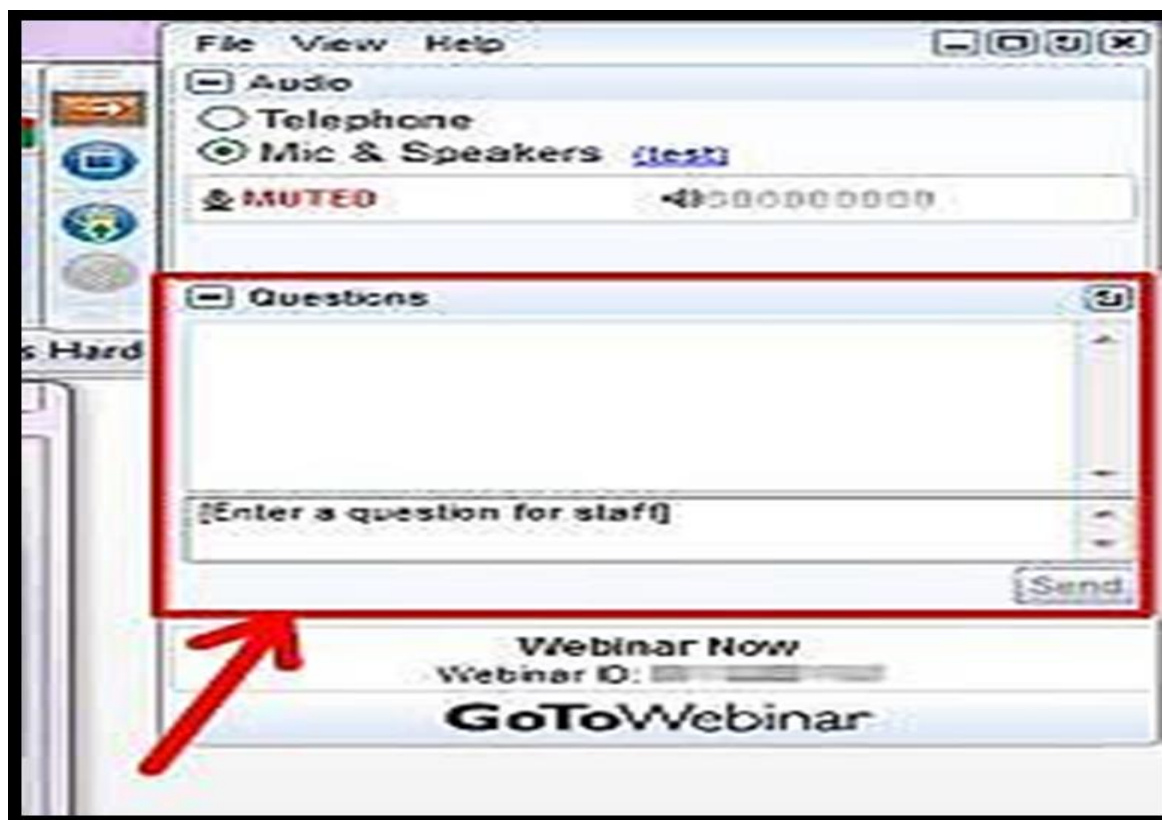 File View Help
Audio
Telephone
Mic & Speakers (test)
MUTED
Questions
s Hard
[Enter a question for staff]
Send
Webinar Now
Webinar ID:
GoToWebinar